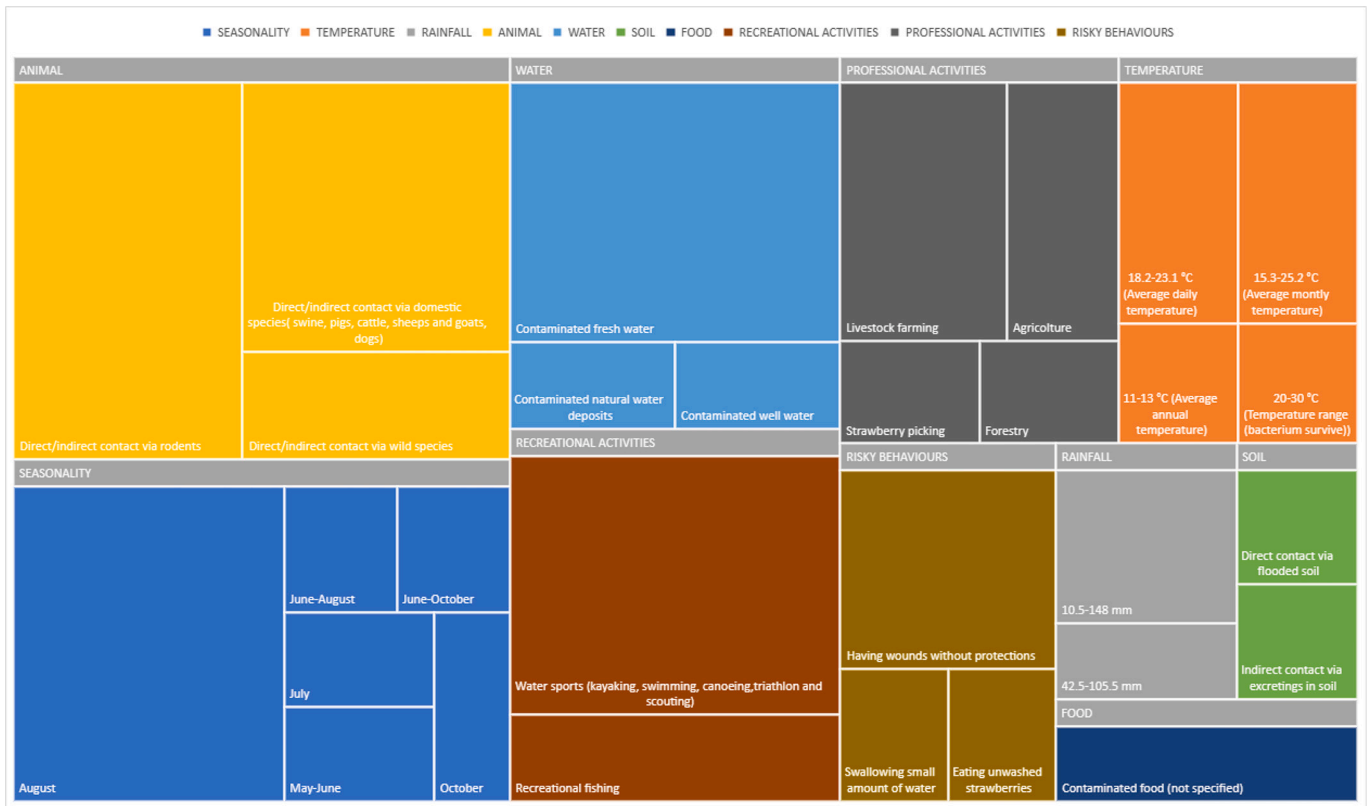 SEASONALITY TEMPERATURE RAINFALL ANIMAL WATER SOIL FOOD RECREATIONAL ACTIVITIES PROFESSIONAL ACTIVITIES RISKY BEHAVIOURS
ANIMAL
Direct/indirect contact via rodents
Direct/indirect contact via domestic
species( swine, pigs, cattle, sheeps and goats,
dogs)
Direct/indirect contact via wild species
SEASONALITY
August
June-August
June-October
July
May-June
October
WATER
Contaminated fresh water
Contaminated natural water
deposits
Contaminated well water
RECREATIONAL ACTIVITIES
Water sports (kayaking, swimming, canoeing,triathlon and
scouting)
Recreational fishing
PROFESSIONAL ACTIVITIES
Livestock farming
Agricolture
Strawberry picking
Forestry
RISKY BEHAVIOURS
Having wounds without protections
Swallowing small
amount of water
Eating unwashed
strawberries
TEMPERATURE
18.2-23.1 °C
(Average daily
temperature)
15.3-25.2 °C
(Average montly
temperature)
11-13 °C (Average
annual
temperature)
20-30 °C
(Temperature range
(bacterium survive))
RAINFALL
10.5-148 mm
42.5-105.5 mm
SOIL
Direct contact via
flooded soil
Indirect contact via
excretings in soil
FOOD
Contaminated food (not specified)